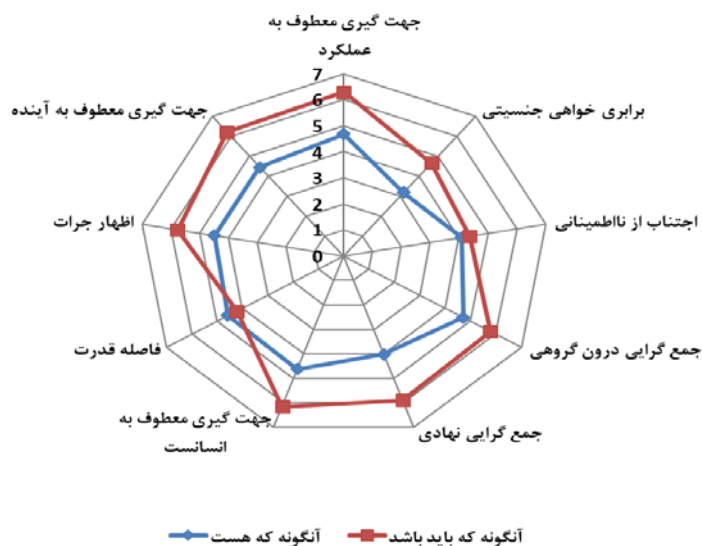 جهت گیری معطوف به
عملکرد
7
6
5
4
3
2
1
0
برابری خواهی جنسیتی
اجتناب از نااطمینانی
جمع گرایی درون گروهی
جمع گرایی نهادی
جهت گیری معطوف به
انسانست
فاصله قدرت
اظهار جرات
جهت گیری معطوف به آینده
آنگونه که هست
آنگونه که باید باشد